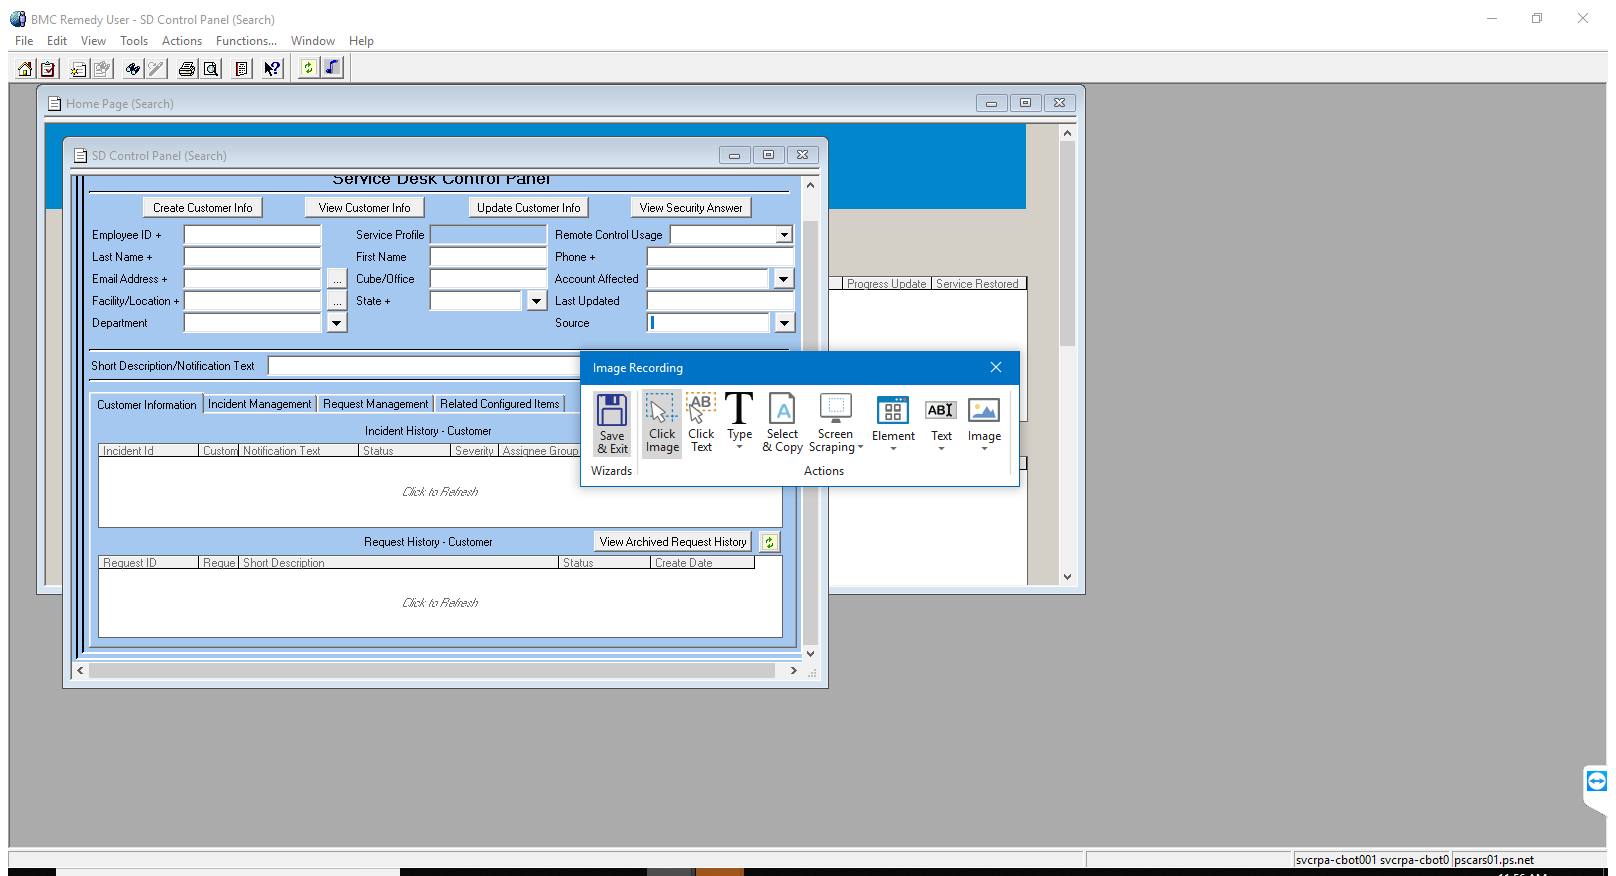 BMC Remedy User - SD Control Panel (Search)
File Edit View Tools Actions Functions... Window Help
Home Page (Search)
SD Control Panel (Search)
Service Desk Control Panel
Create Customer Info View Customer Info Update Customer Info View Security Answer
Employee ID + Service Profile Remote Control Usage
Last Name + First Name Phone +
Email Address + ... Cube/Office Account Affected
Facility/Location + ... State + Last Updated
Department Source
Progress Update Service Restored
Short Description/Notification Text
Customer Information Incident Management Request Management Related Configured Items
Incident History - Customer
Incident Id Custom Notification Text Status Severity Assignee Group
Click to Refresh
Request History - Customer View Archived Request History
Request ID Reque Short Description Status Create Date
Click to Refresh
Image Recording
Save & Exit
Click Image
Click Text
Type
Select & Copy
Screen Scraping
Element
AB
Text
Image
Wizards Actions
svcrpa-cbot001 svcrpa-cbot0 pscars01.ps.net